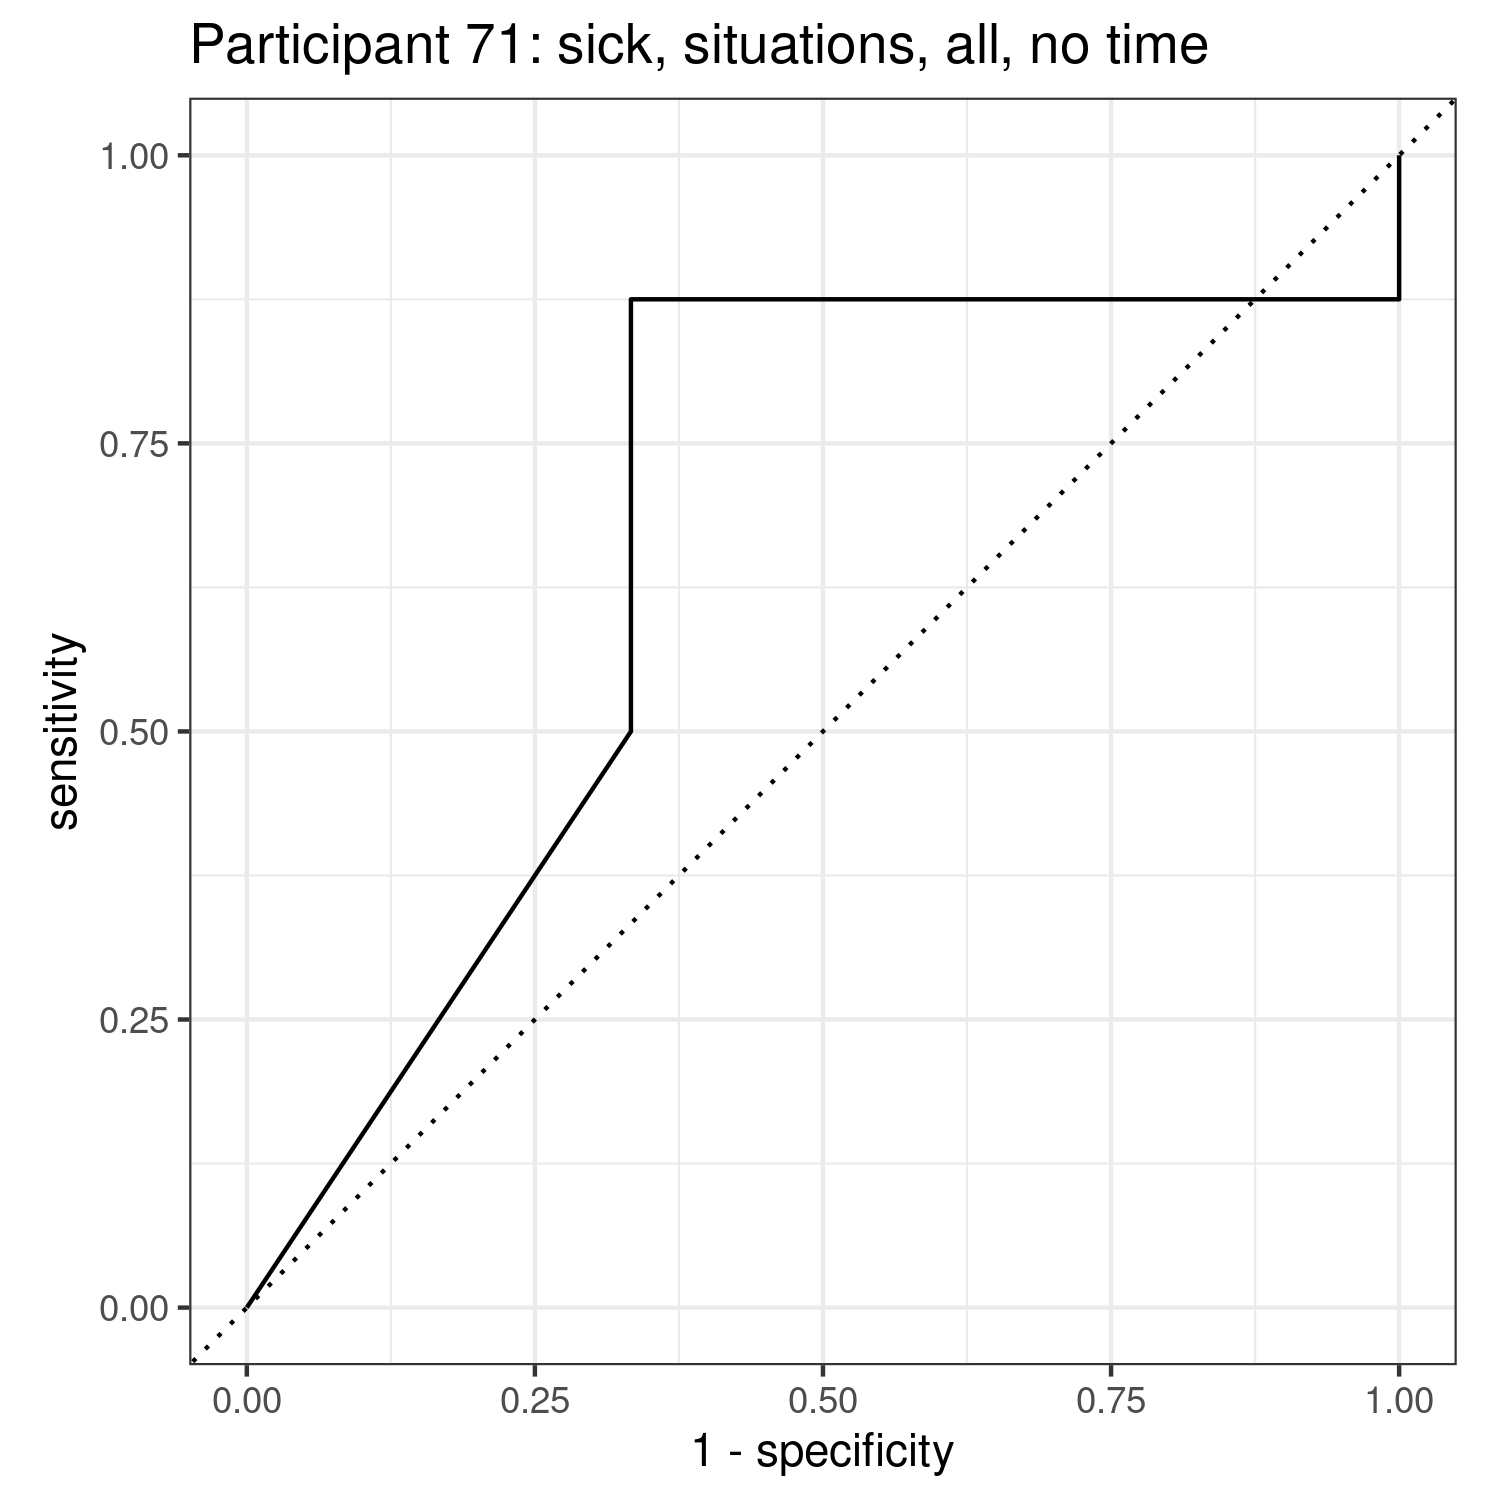 Participant 71: sick, situations, all, no time
1.00
0.75
0.50
0.25
0.00
sensitivity
0.00 0.25 0.50 0.75 1.00
1 - specificity